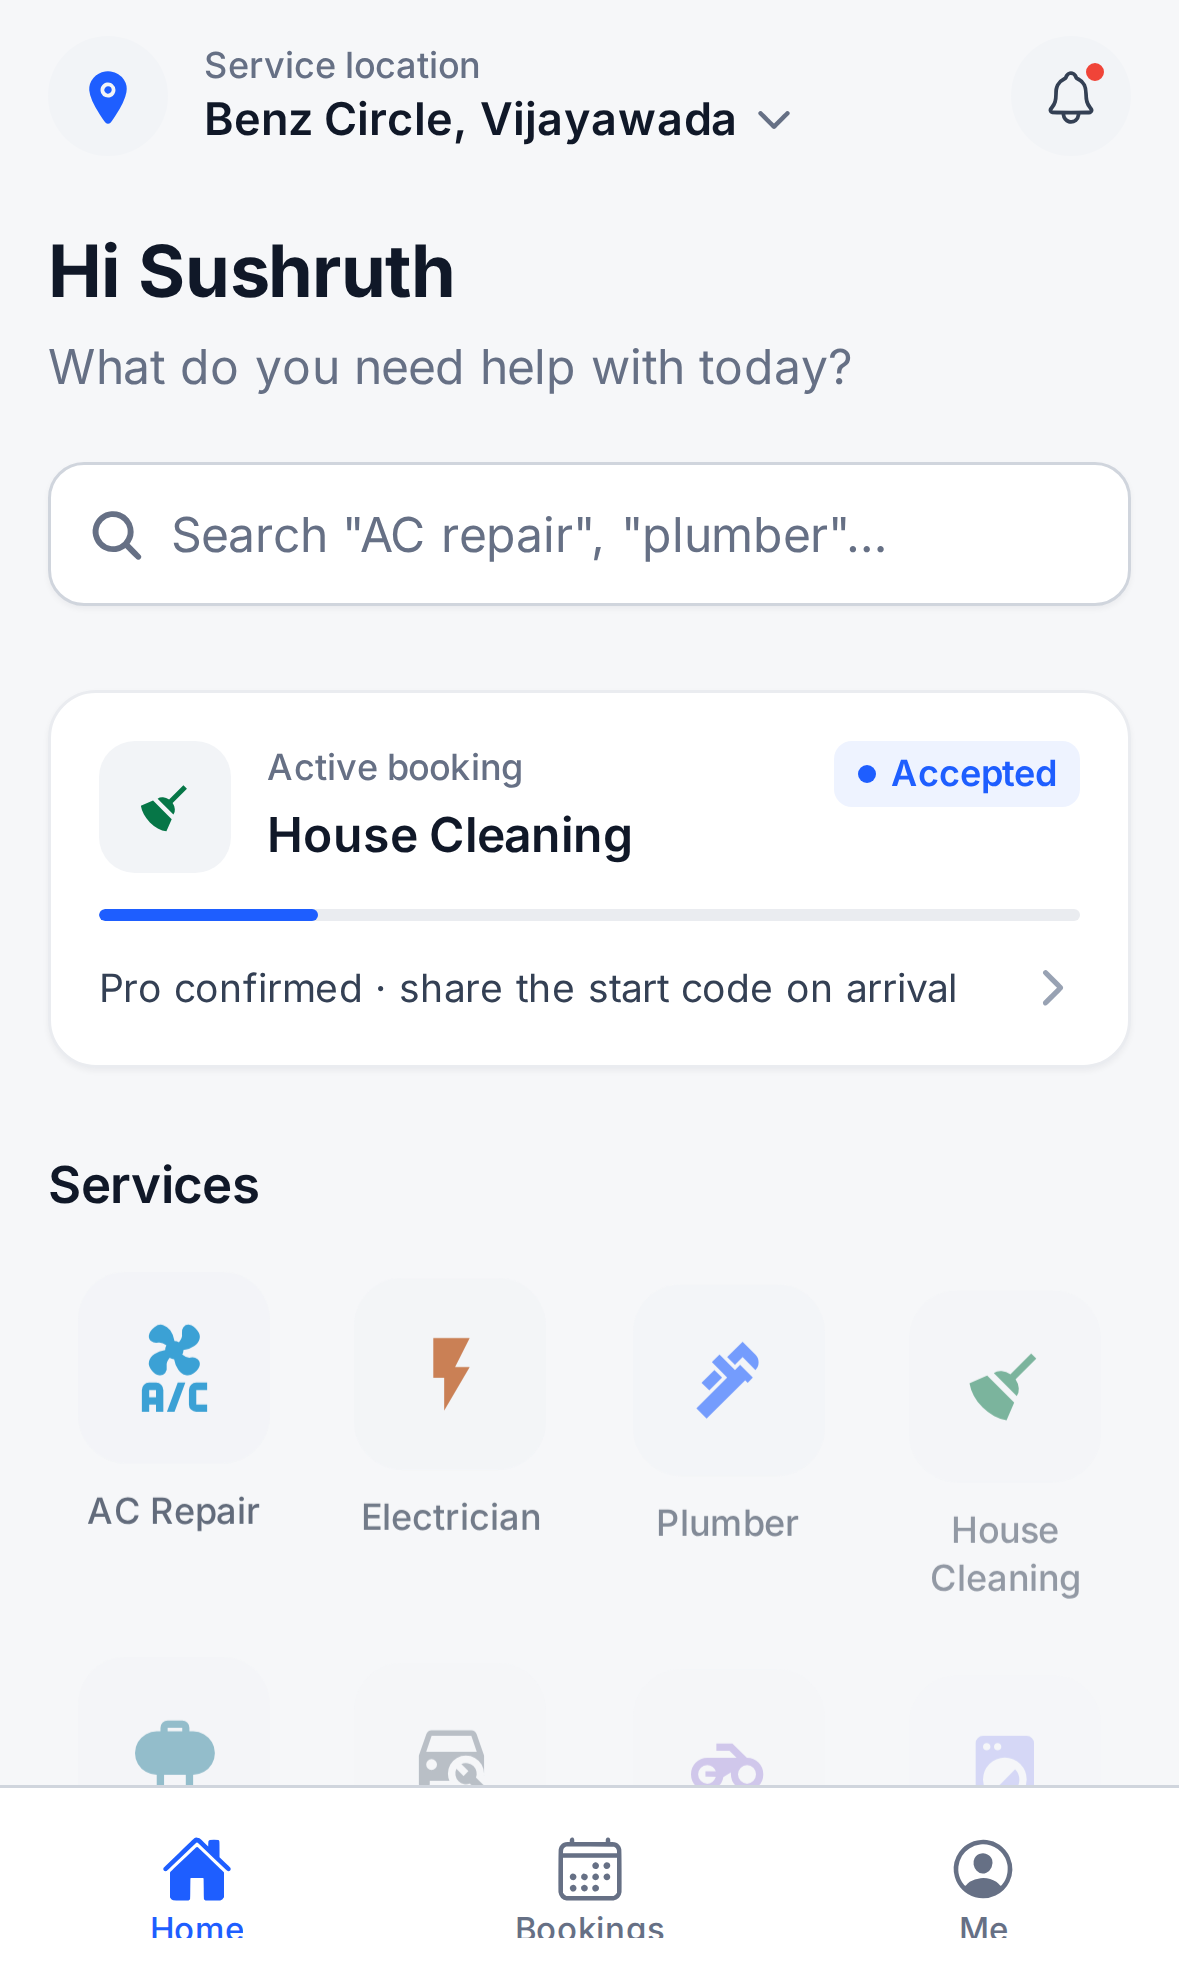 Service location
Benz Circle, Vijayawada
Hi Sushruth
What do you need help with today?
Search "AC repair", "plumber"...
Active booking
Accepted
House Cleaning
Pro confirmed · share the start code on arrival
Services
A/C
AC Repair
Electrician
Plumber
House
Cleaning
Home
Bookings
Me